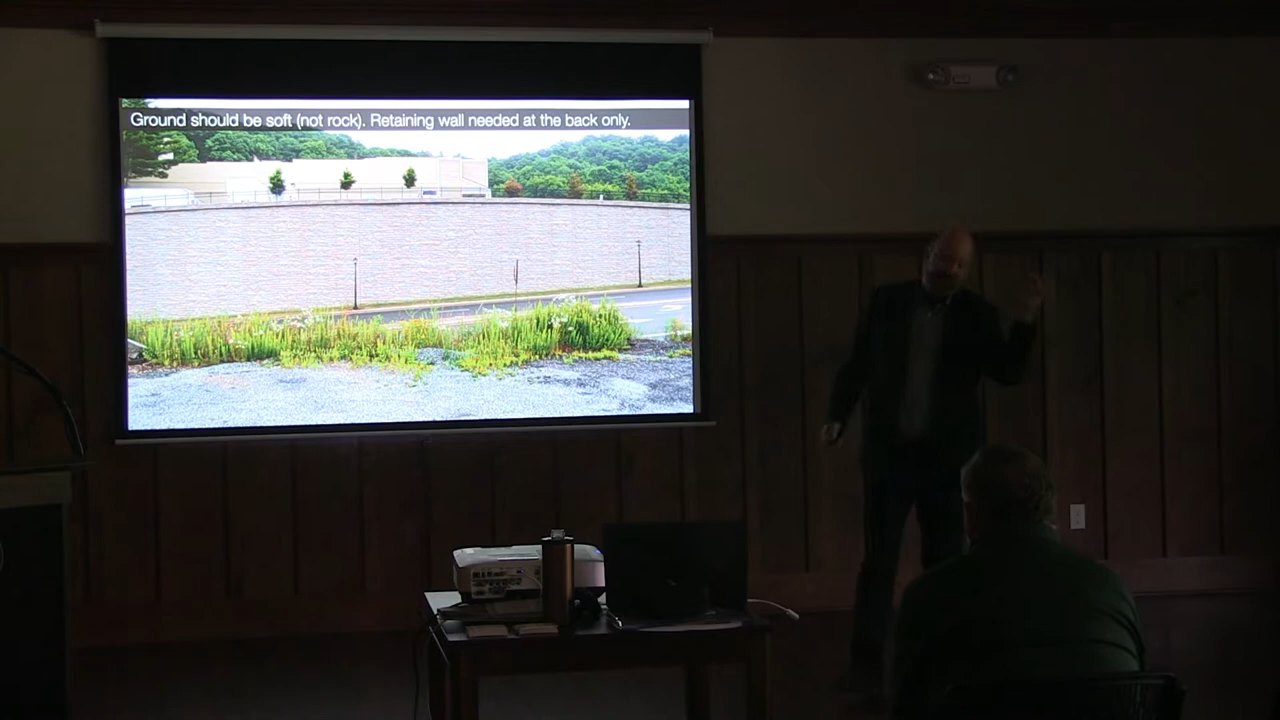 Ground should be soft (not rock). Retaining wall needed at the back only.